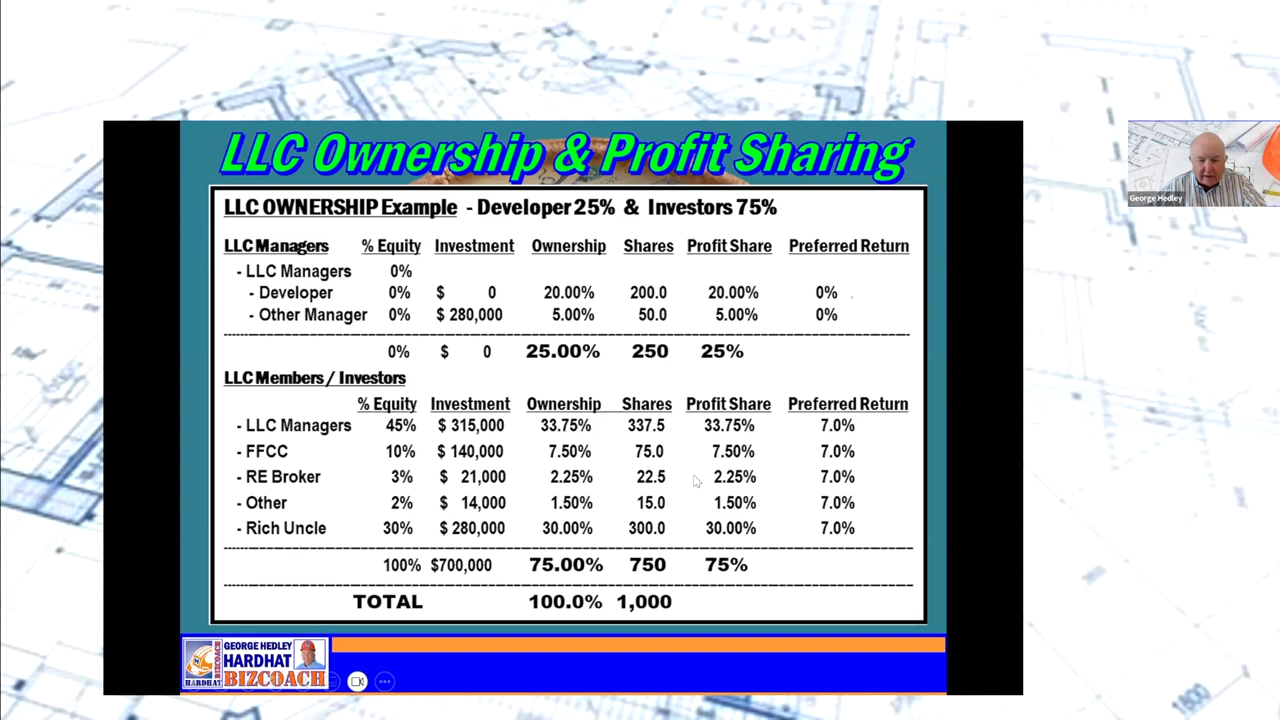 LLC Ownership & Profit Sharing
LLC OWNERSHIP Example - Developer 25% & Investors 75%
LLC Managers % Equity Investment Ownership Shares Profit Share Preferred Return
- LLC Managers 0%
- Developer 0% $ 0 20.00% 200.0 20.00% 0%
- Other Manager 0% $ 280,000 5.00% 50.0 5.00% 0%
0% $ 0 25.00% 250 25%
LLC Members / Investors
% Equity Investment Ownership Shares Profit Share Preferred Return
- LLC Managers 45% $ 315,000 33.75% 337.5 33.75% 7.0%
- FFCC 10% $ 140,000 7.50% 75.0 7.50% 7.0%
- RE Broker 3% $ 21,000 2.25% 22.5 2.25% 7.0%
- Other 2% $ 14,000 1.50% 15.0 1.50% 7.0%
- Rich Uncle 30% $ 280,000 30.00% 300.0 30.00% 7.0%
100% $700,000 75.00% 750 75%
TOTAL 100.0% 1,000
George Hedley
GEORGE HEDLEY
HARDHAT
BIZCOACH
HARDHAT
BIZCOACH
1800